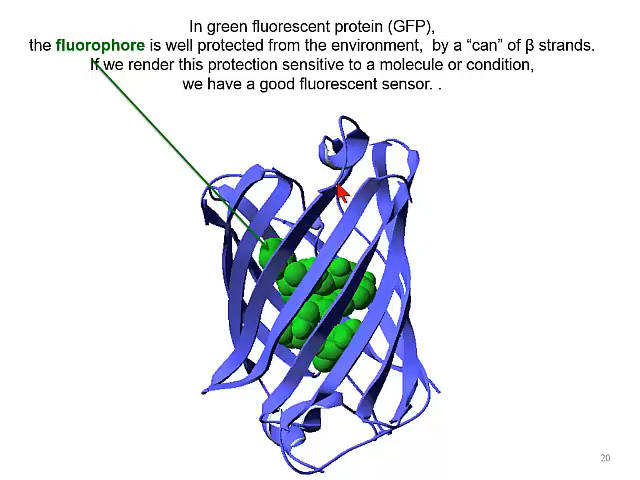 In green fluorescent protein (GFP),
the fluorophore is well protected from the environment,  by a “can” of β strands.
If we render this protection sensitive to a molecule or condition,
we have a good fluorescent sensor. .
20